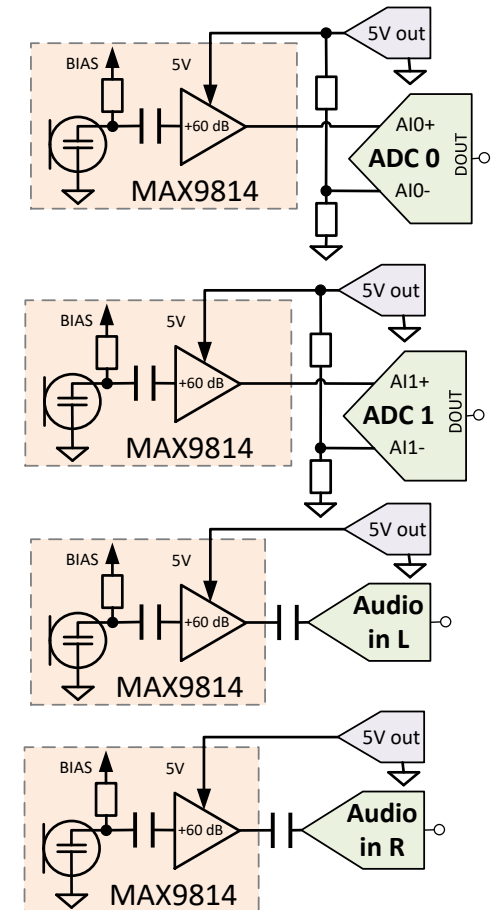 5V out
BIAS
5V
+60 dB
AI0+
ADC 0
DOUT
AI0-
MAX9814
5V out
BIAS
5V
+60 dB
AI1+
ADC 1
DOUT
AI1-
MAX9814
5V out
BIAS
5V
+60 dB
Audio
in L
MAX9814
5V out
BIAS
5V
+60 dB
Audio
in R
MAX9814